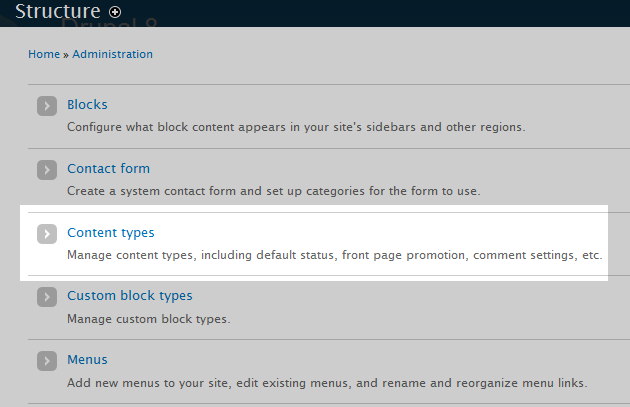 Structure
Drupal 8
Home » Administration
Blocks
Configure what block content appears in your site's sidebars and other regions.
Contact form
Create a system contact form and set up categories for the form to use.
Content types
Manage content types, including default status, front page promotion, comment settings, etc.
Custom block types
Manage custom block types.
Menus
Add new menus to your site, edit existing menus, and rename and reorganize menu links.